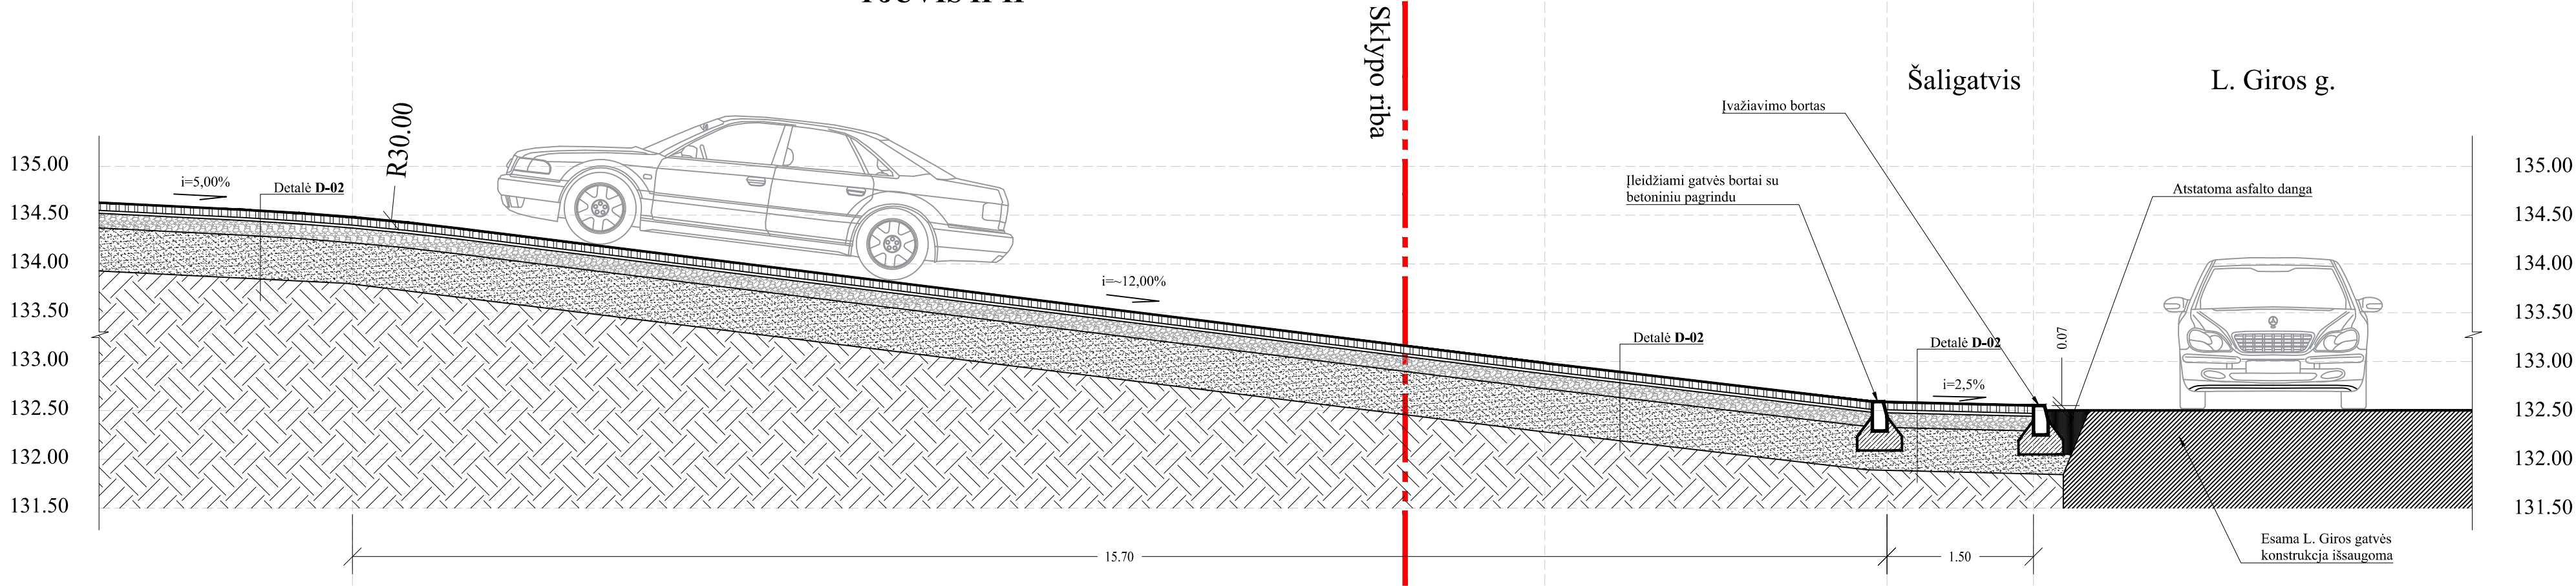 Sklypo riba
Šaligatvis
L. Giros g.
Įvažiavimo bortas
R30.00
135.00
135.00
i=5,00%
Detalė D-02
Įleidžiami gatvės bortai su
betoniniu pagrindu
Atstatoma asfalto danga
134.50
134.50
134.00
134.00
i=~12,00%
133.50
133.50
Detalė D-02
Detalė D-02
0.07
133.00
133.00
i=2,5%
132.50
132.50
132.00
132.00
131.50
131.50
15.70
1.50
Esama L. Giros gatvės
konstrukcja išsaugoma